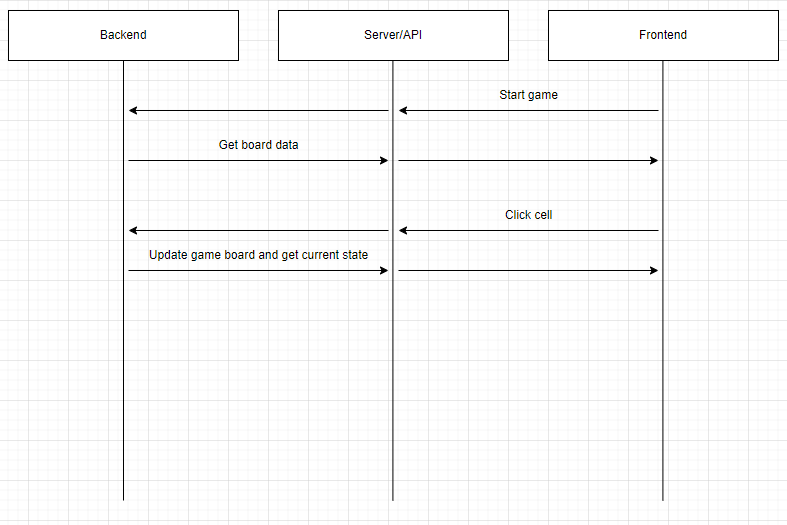 Backend
Server/API
Frontend
Start game
Get board data
Click cell
Update game board and get current state